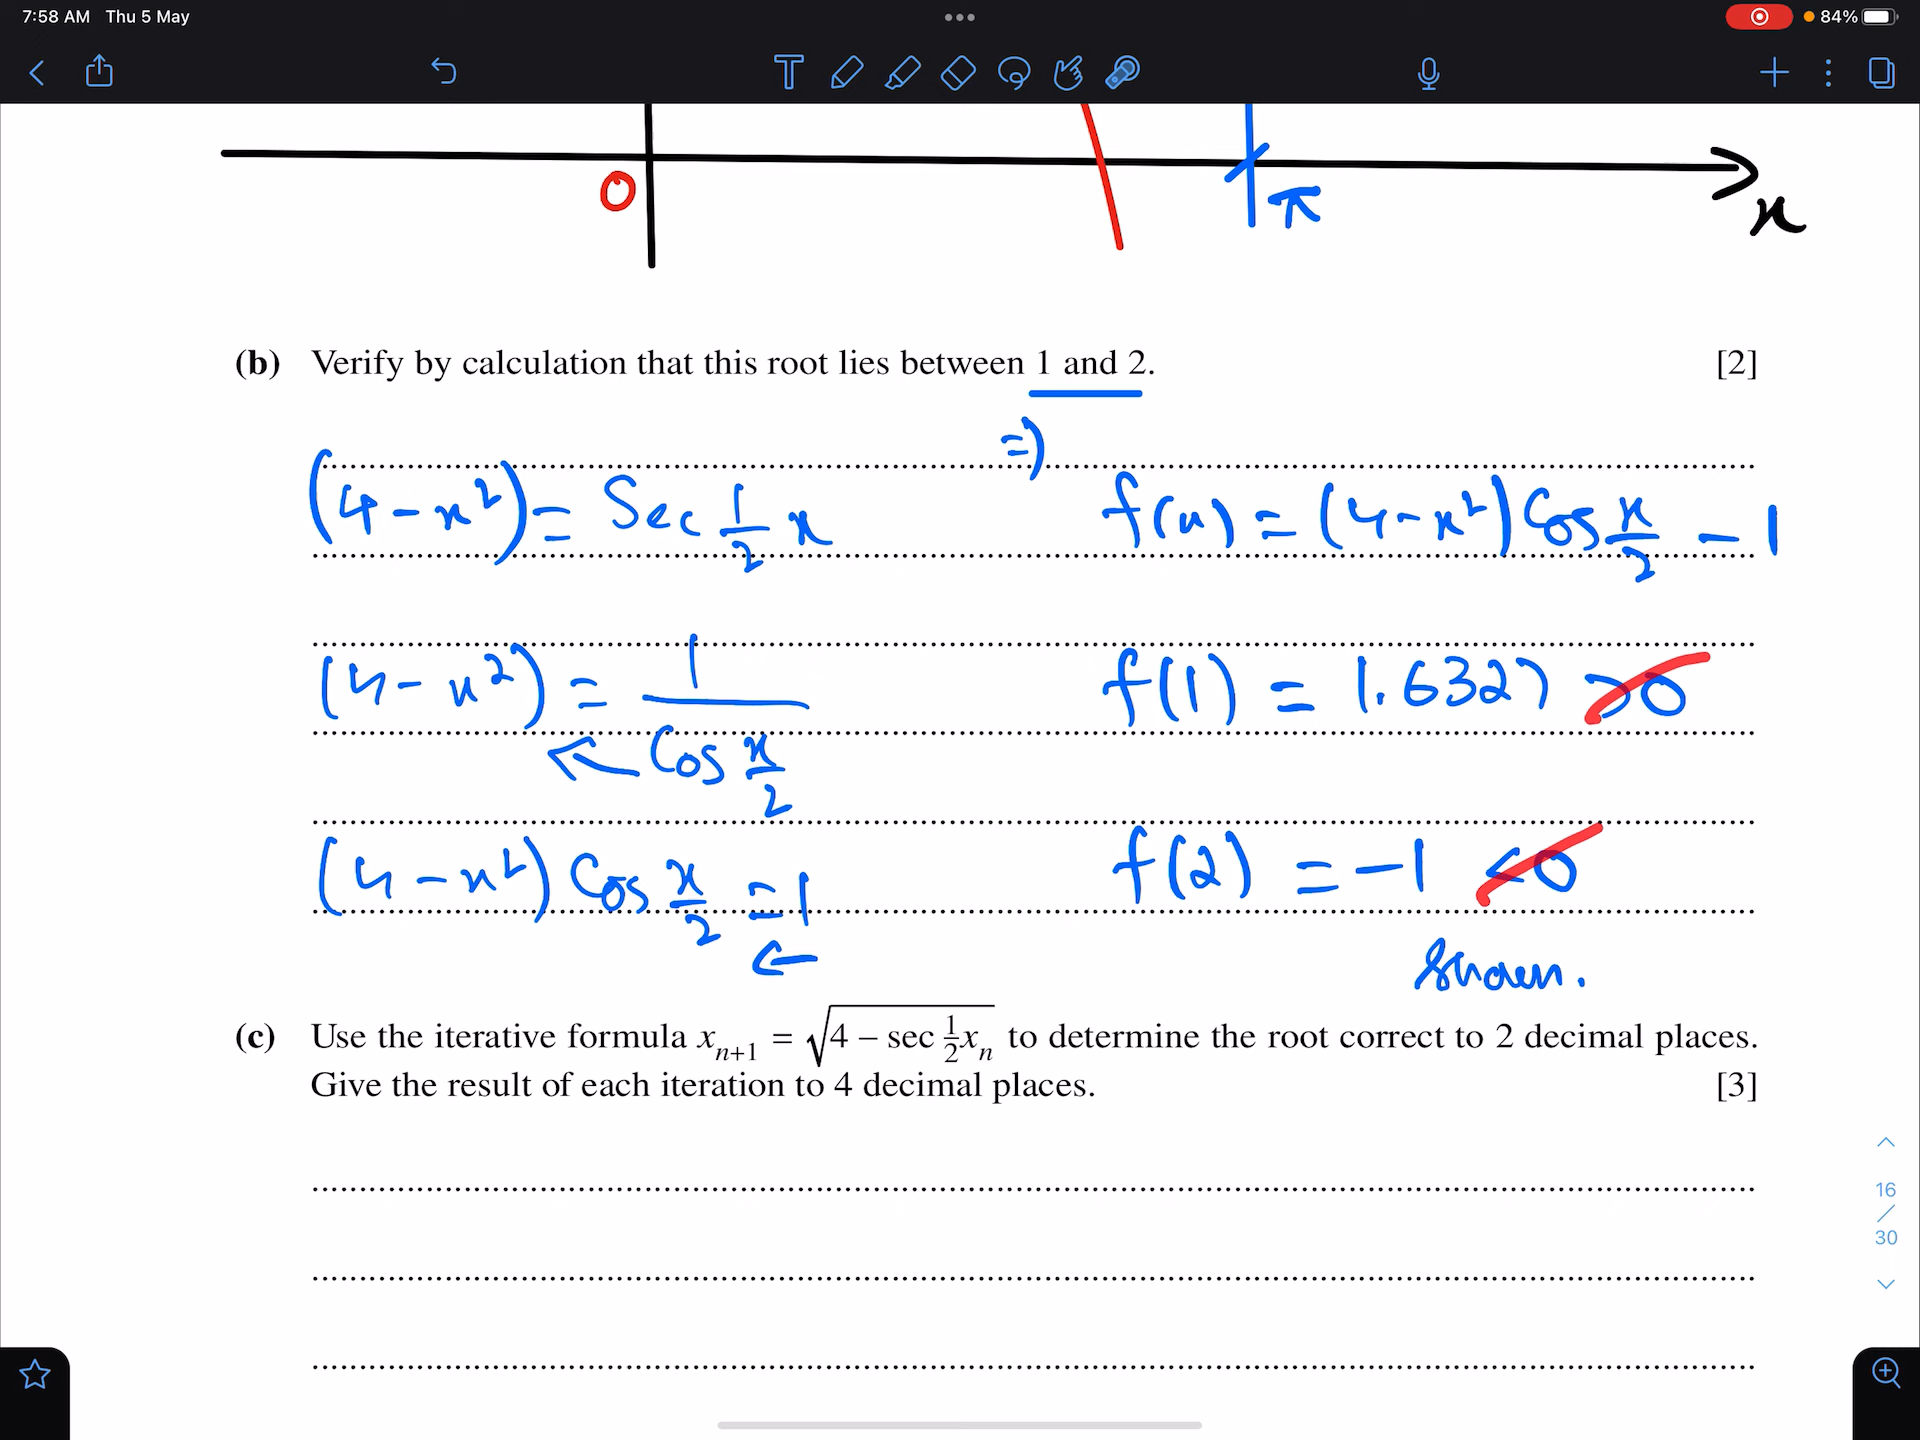 7:58 AM Thu 5 May
84%
0
π
x
(b) Verify by calculation that this root lies between 1 and 2. [2]
=)
(4-x²) = Sec 1/2 x
f(x) = (4-x²) Cos x/2 - 1
(4-x²) = 1 / Cos x/2
f(1) = 1.6327 >0
(4-x²) Cos x/2 = 1
f(2) = -1 <0
Shown.
(c) Use the iterative formula xₙ₊₁ = √(4 – sec ½xₙ) to determine the root correct to 2 decimal places.
Give the result of each iteration to 4 decimal places. [3]
16
/
30